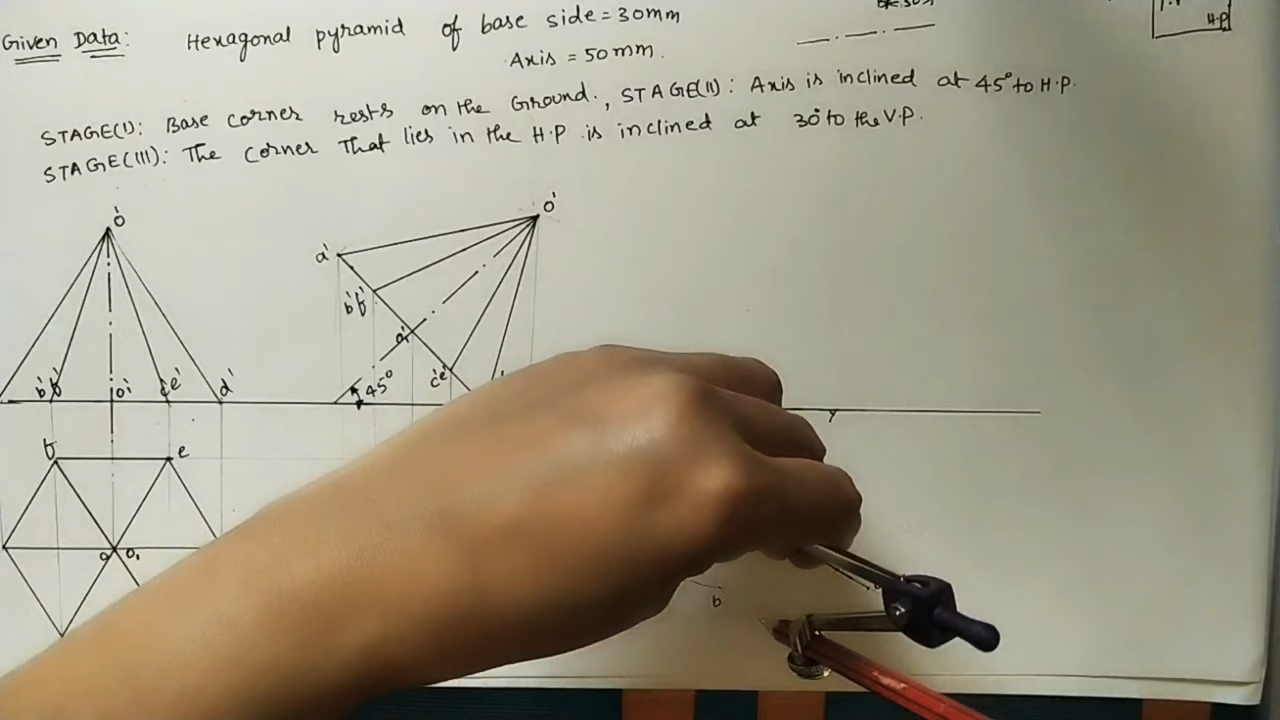 Given Data: Hexagonal pyramid of base side = 30mm
Axis = 50mm.
STAGE(I): Base corner rests on the Ground., STAGE(II): Axis is inclined at 45° to H.P.
STAGE(III): The corner That lies in the H.P is inclined at 30° to the V.P.
H.P
o'
o'
a'
b'f'
o'
c'e'
45°
b'f'
o'
c'e'
d'
y
f
e
o
o₁
b